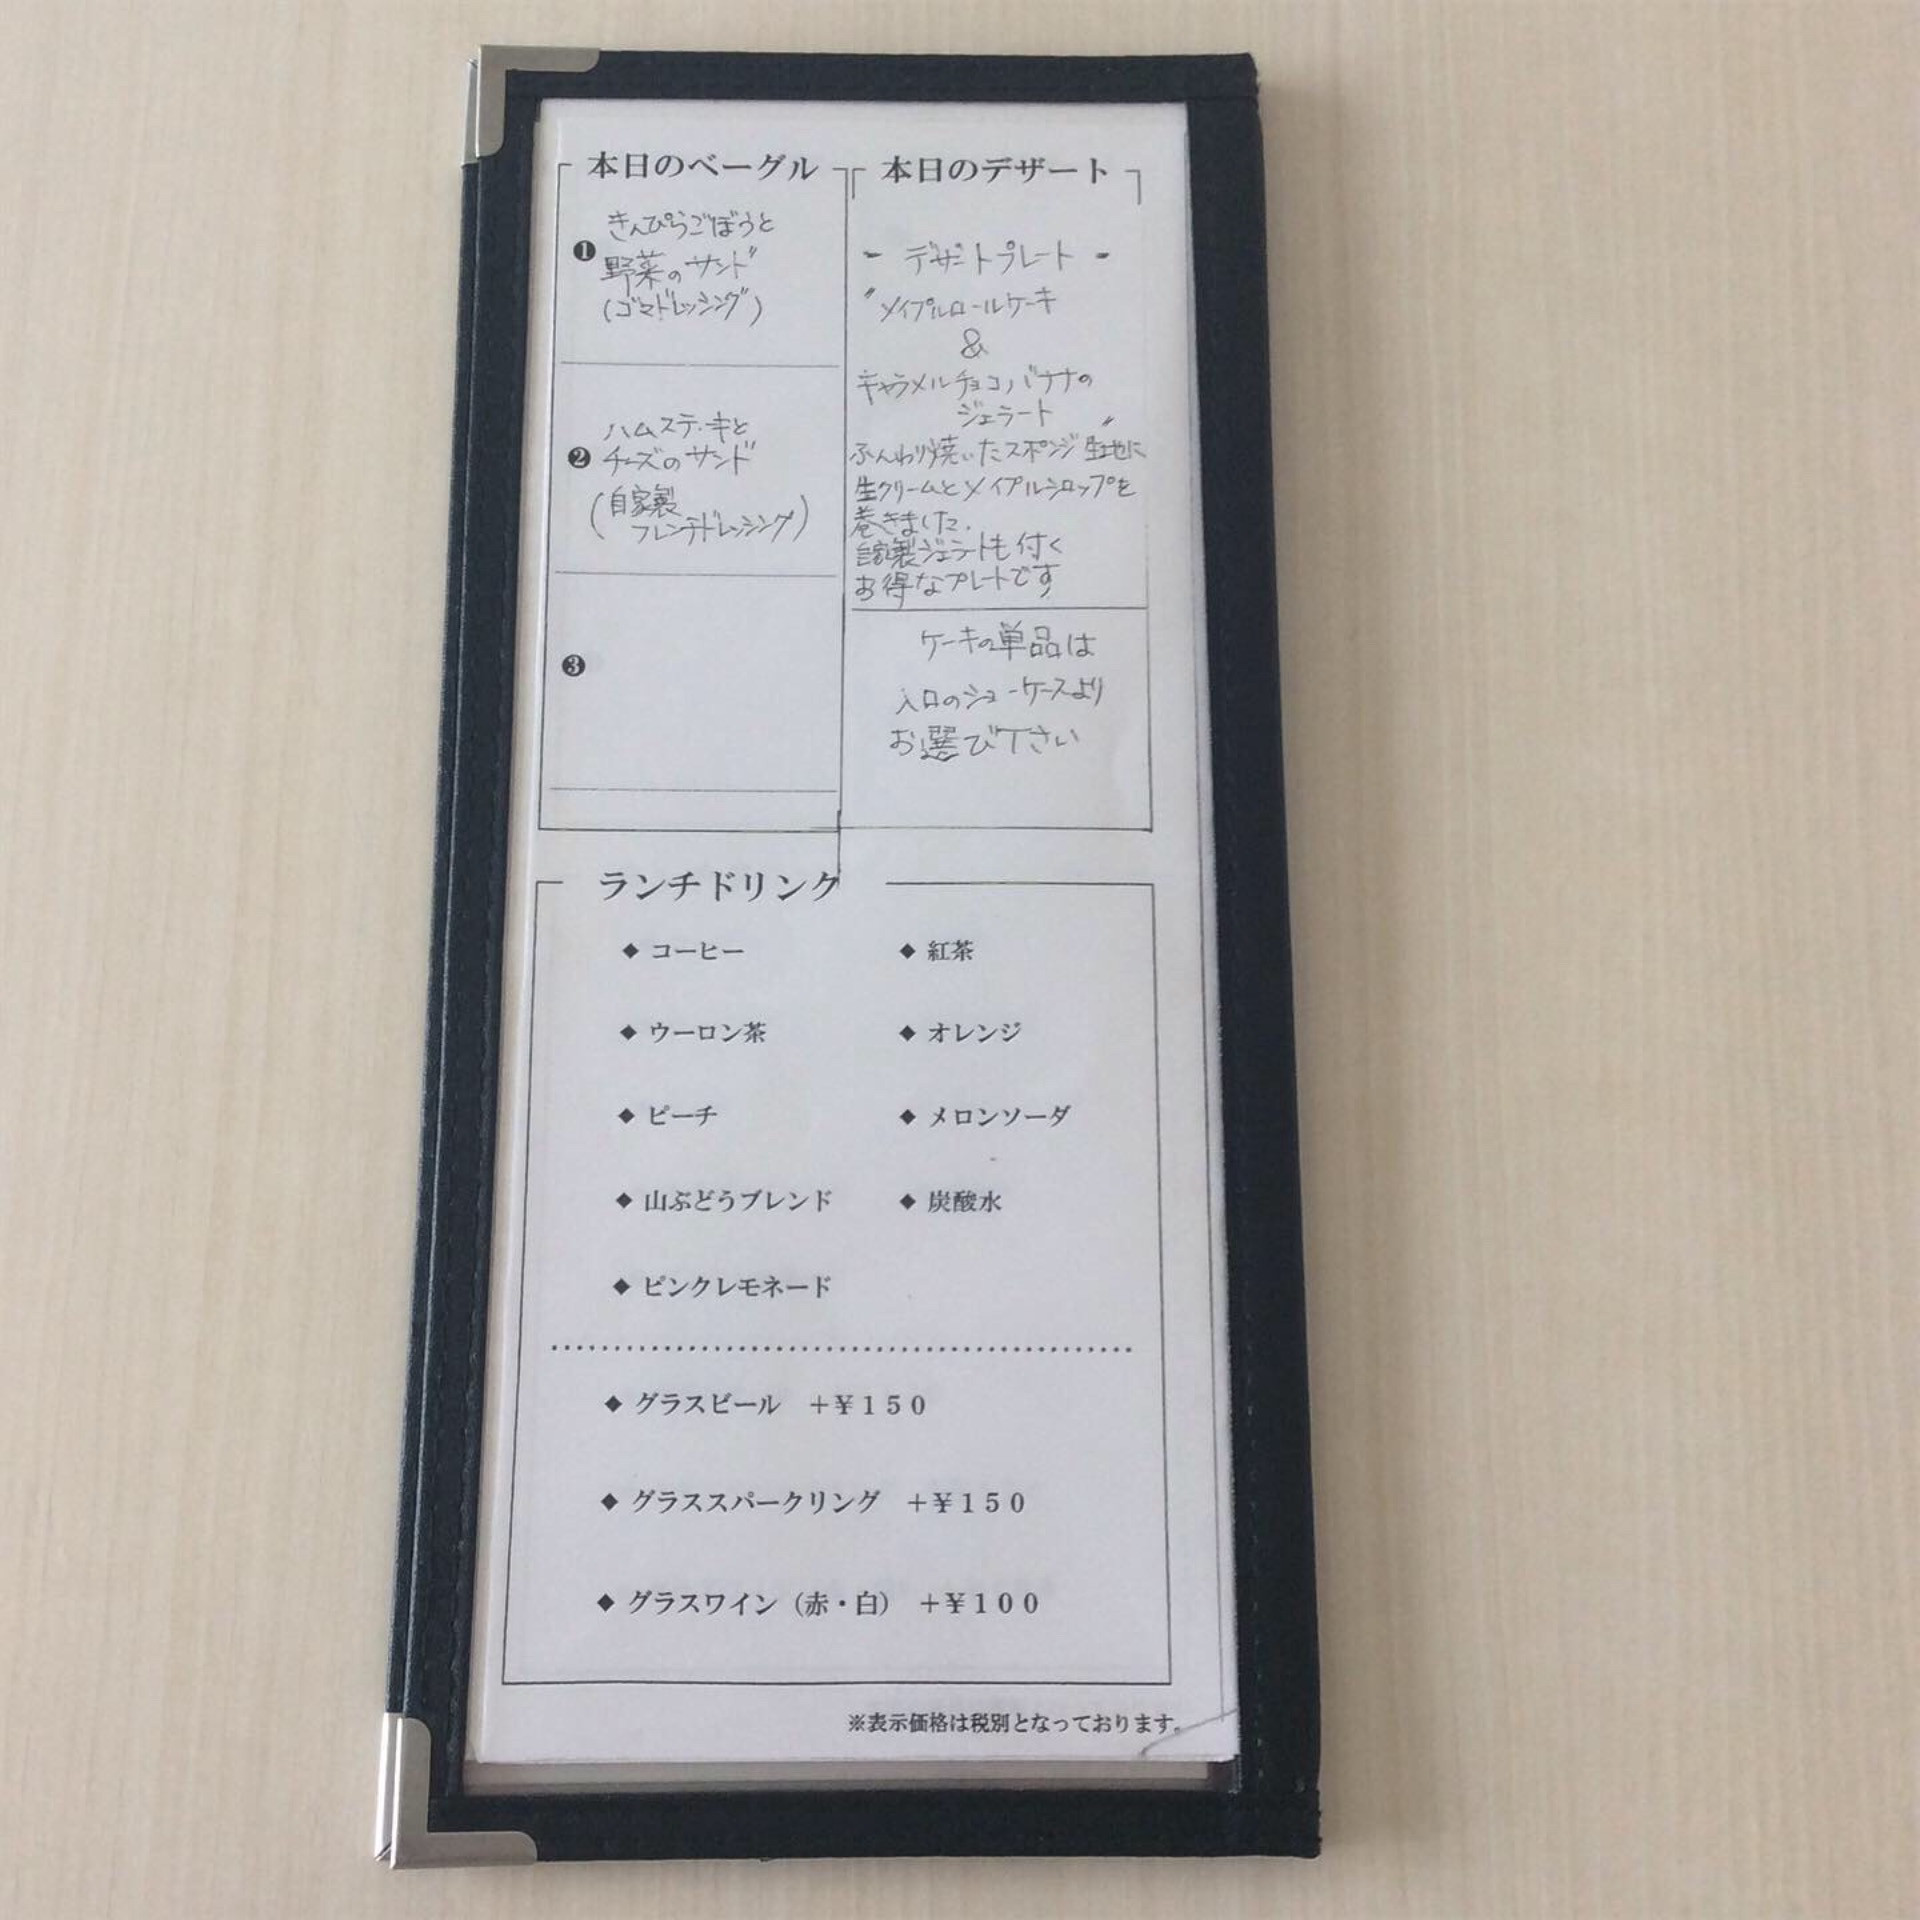 本日のベーグル
❶ きんぴらごぼうと
野菜のサンド
(ゴマドレッシング)
❷ ハムステーキと
チーズのサンド
(自家製
フレンチドレッシング)
❸
本日のデザート
- デザートプレート -
〃メイプルロールケーキ
&
キャラメルチョコバナナの
ジェラート〃
ふんわり焼いたスポンジ生地に
生クリームとメイプルシロップを
巻きました。
自家製ジェラートも付く
お得なプレートです
ケーキの単品は
入口のショーケースより
お選び下さい
ランチドリンク
◆ コーヒー ◆ 紅茶
◆ ウーロン茶 ◆ オレンジ
◆ ピーチ ◆ メロンソーダ
◆ 山ぶどうブレンド ◆ 炭酸水
◆ ピンクレモネード
◆ グラスビール +¥150
◆ グラススパークリング +¥150
◆ グラスワイン(赤・白) +¥100
※表示価格は税別となっております。